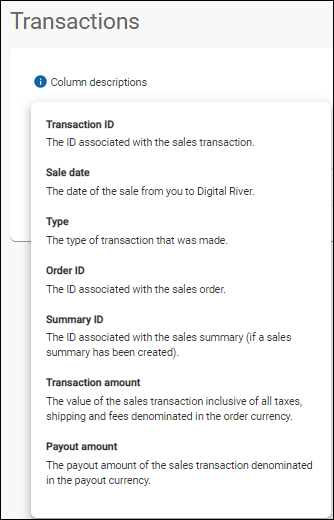 Transactions
Column descriptions
Transaction ID
The ID associated with the sales transaction.
Sale date
The date of the sale from you to Digital River.
Type
The type of transaction that was made.
Order ID
The ID associated with the sales order.
Summary ID
The ID associated with the sales summary (if a sales
summary has been created).
Transaction amount
The value of the sales transaction inclusive of all taxes,
shipping and fees denominated in the order currency.
Payout amount
The payout amount of the sales transaction denominated
in the payout currency.